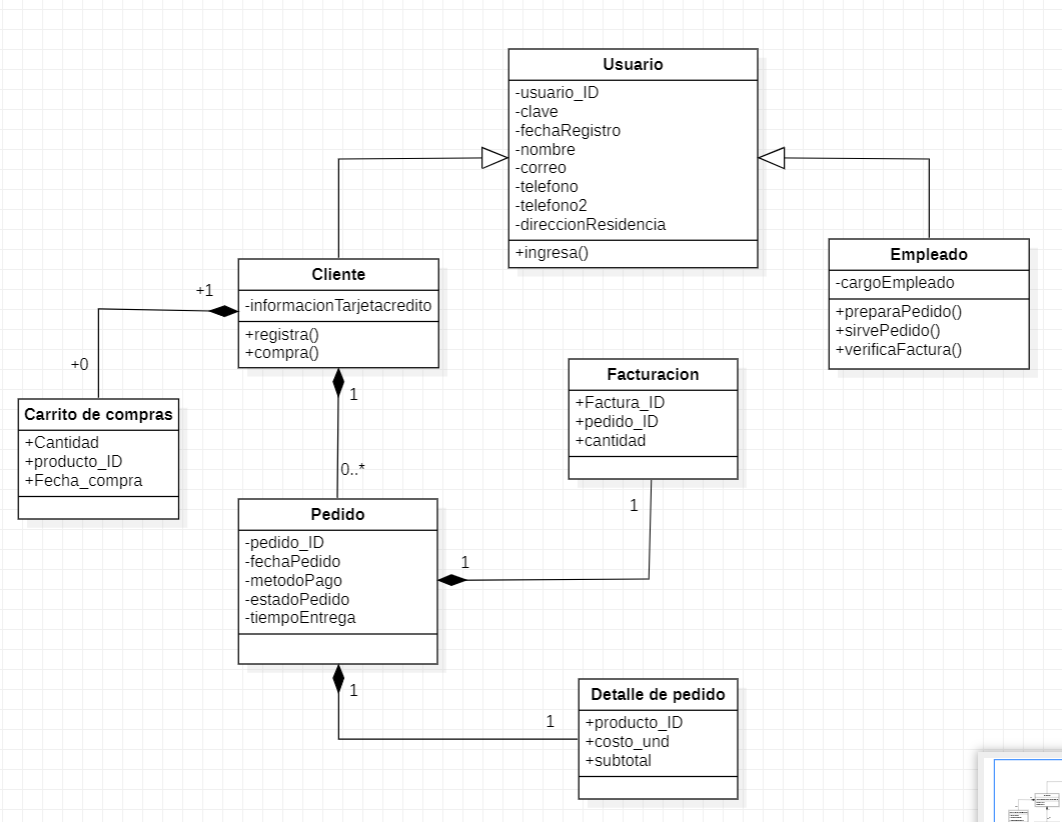 Usuario
-usuario_ID
-clave
-fechaRegistro
-nombre
-correo
-telefono
-telefono2
-direccionResidencia
+ingresa()
Empleado
-cargoEmpleado
+preparaPedido()
+sirvePedido()
+verificaFactura()
Cliente
-informacionTarjetacredito
+registra()
+compra()
+1
+0
Carrito de compras
+Cantidad
+producto_ID
+Fecha_compra
1
0..*
Facturacion
+Factura_ID
+pedido_ID
+cantidad
1
Pedido
-pedido_ID
-fechaPedido
-metodoPago
-estadoPedido
-tiempoEntrega
1
1
1
Detalle de pedido
+producto_ID
+costo_und
+subtotal